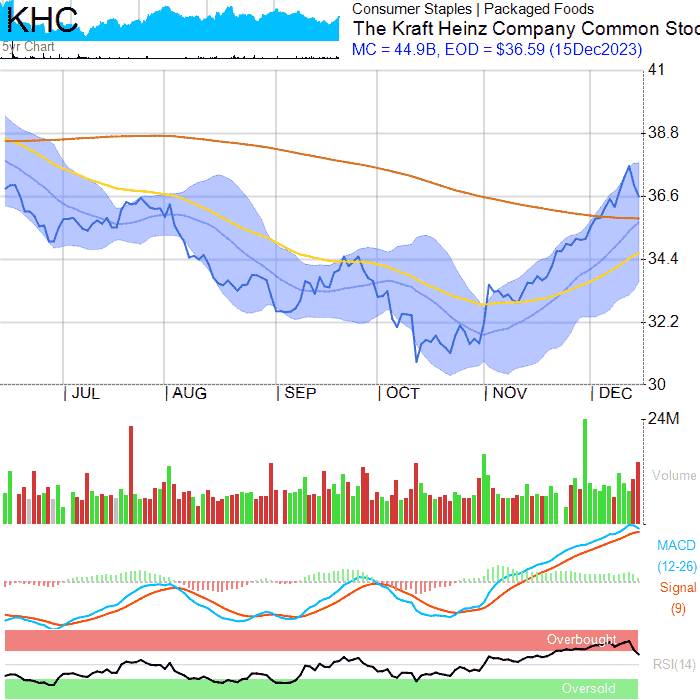 KHC
5yr Chart
Consumer Staples | Packaged Foods
The Kraft Heinz Company Common Stoc
MC = 44.9B, EOD = $36.59 (15Dec2023)
41
38.8
36.6
34.4
32.2
30
JUL AUG SEP OCT NOV DEC
24M
Volume
MACD
(12-26)
Signal
(9)
Overbought
RSI(14)
Oversold